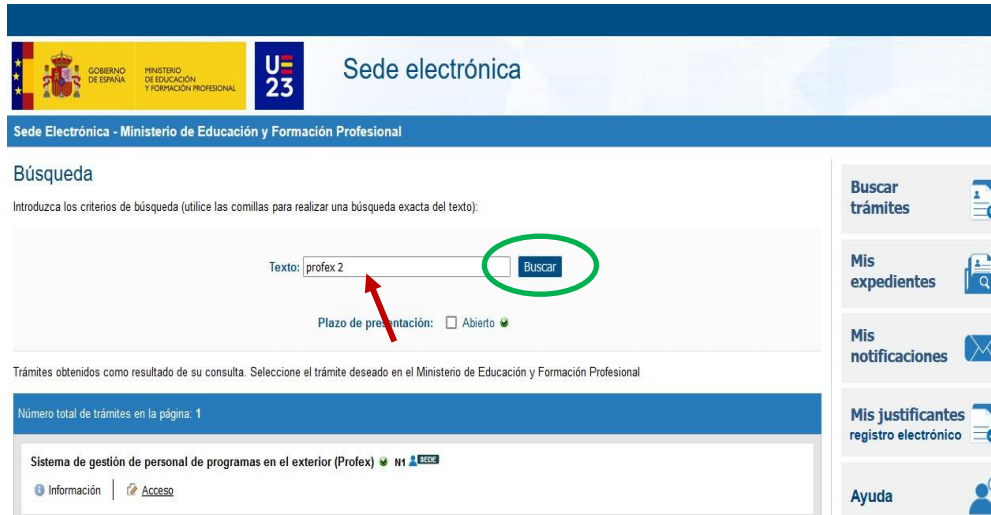 GOBIERNO
DE ESPAÑA
MINISTERIO
DE EDUCACIÓN
Y FORMACIÓN PROFESIONAL
UE
23
Sede electrónica
Sede Electrónica - Ministerio de Educación y Formación Profesional
Búsqueda
Introduzca los criterios de búsqueda (utilice las comillas para realizar una búsqueda exacta del texto):
Texto: profex 2 Buscar
Plazo de presentación: Abierto
Trámites obtenidos como resultado de su consulta. Seleccione el trámite deseado en el Ministerio de Educación y Formación Profesional
Número total de trámites en la página: 1
Sistema de gestión de personal de programas en el exterior (Profex) N1 SEDE
Información Acceso
Buscar
trámites
Mis
expedientes
Mis
notificaciones
Mis justificantes
registro electrónico
Ayuda